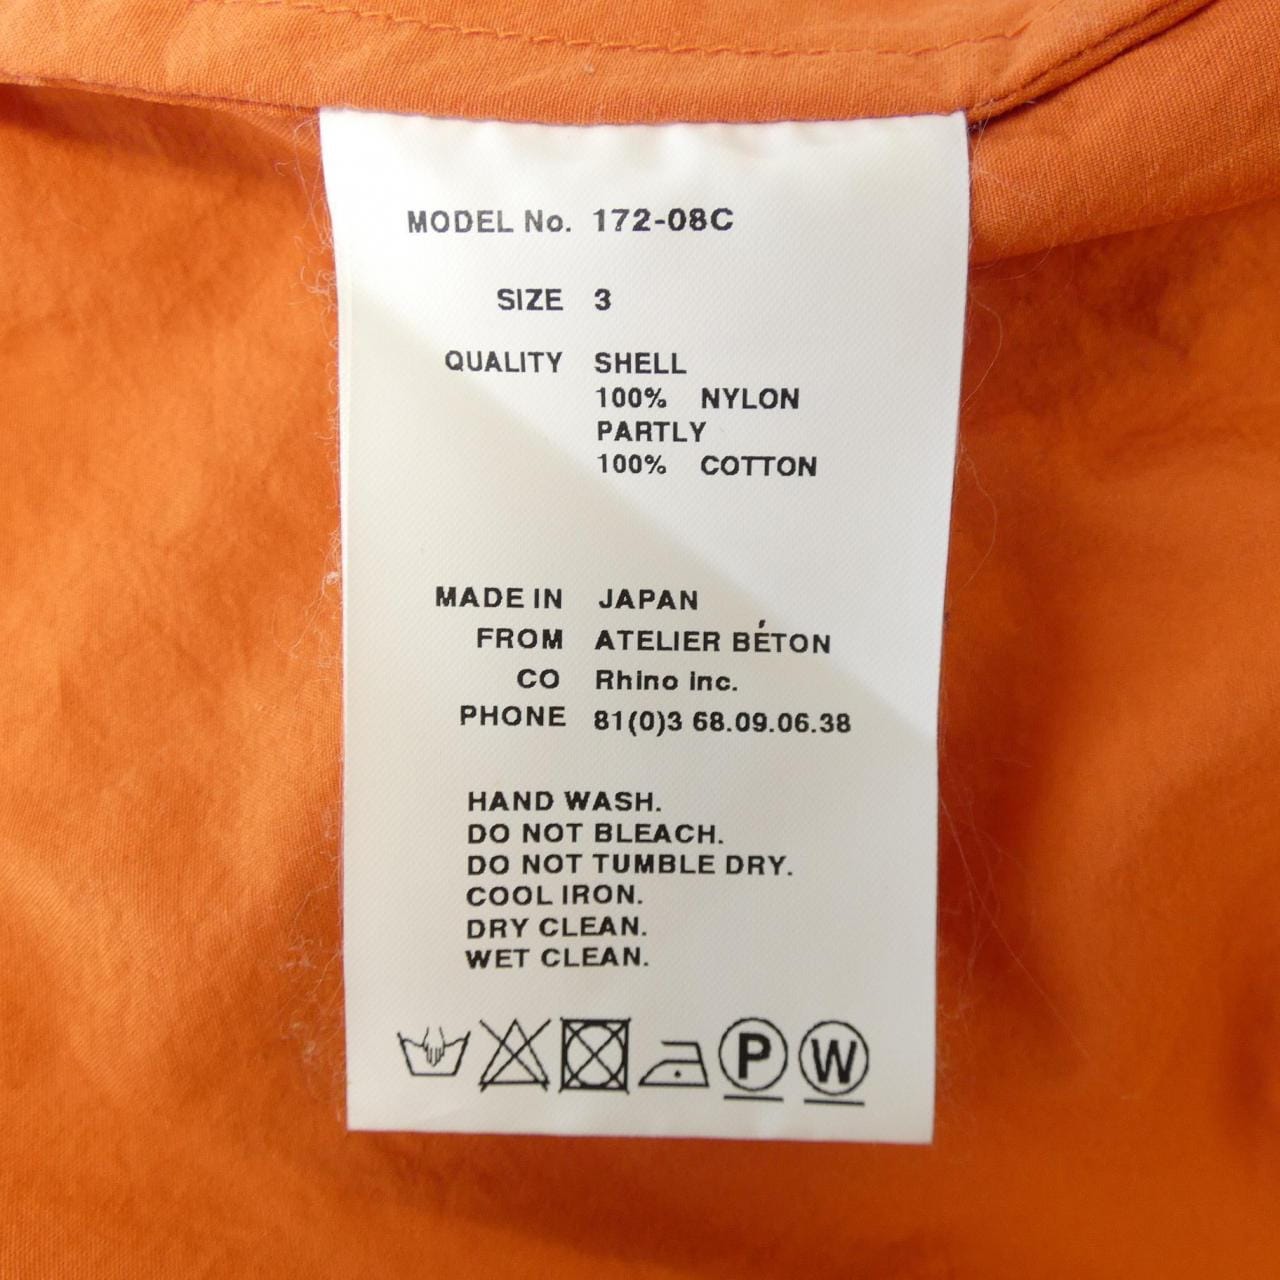 MODEL No. 172-08C
SIZE 3
QUALITY SHELL
100% NYLON
PARTLY
100% COTTON
MADE IN JAPAN
FROM ATELIER BÉTON
CO Rhino inc.
PHONE 81(0)3 68.09.06.38
HAND WASH.
DO NOT BLEACH.
DO NOT TUMBLE DRY.
COOL IRON.
DRY CLEAN.
WET CLEAN.
P W